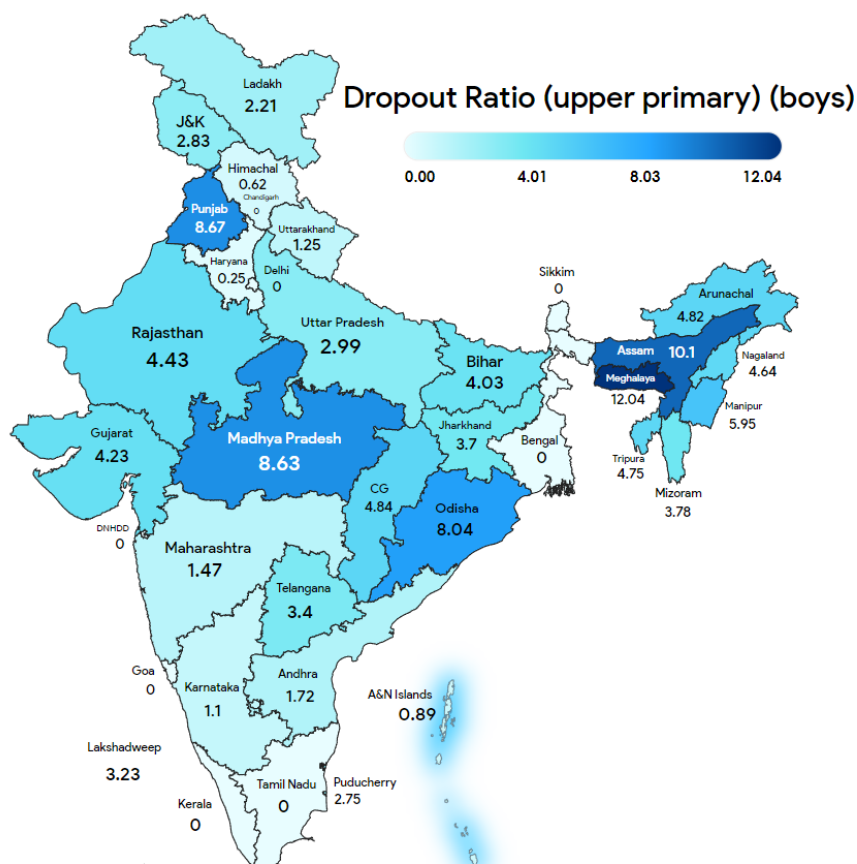 Dropout Ratio (upper primary) (boys)
0.00 4.01 8.03 12.04
Ladakh
2.21
J&K
2.83
Himachal
0.62
Chandigarh
0
Punjab
8.67
Uttarakhand
1.25
Haryana
0.25
Delhi
0
Sikkim
0
Arunachal
4.82
Rajasthan
4.43
Uttar Pradesh
2.99
Bihar
4.03
Assam 10.1
Meghalaya
12.04
Nagaland
4.64
Manipur
5.95
Tripura
4.75
Mizoram
3.78
Gujarat
4.23
Madhya Pradesh
8.63
Jharkhand
3.7
Bengal
0
CG
4.84
Odisha
8.04
DNHDD
0
Maharashtra
1.47
Telangana
3.4
Goa
0
Karnataka
1.1
Andhra
1.72
A&N Islands
0.89
Lakshadweep
3.23
Kerala
0
Tamil Nadu
0
Puducherry
2.75